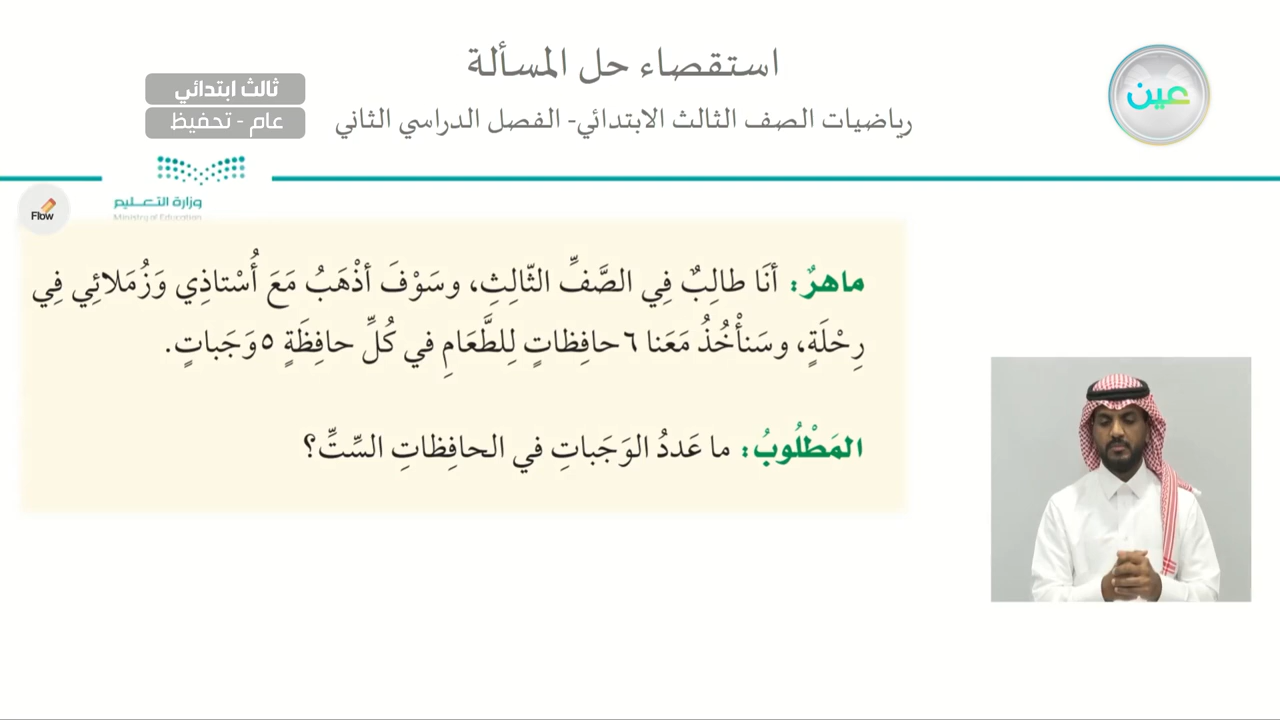 استقصاء حل المسألة
عين
ثالث ابتدائي
رياضيات الصف الثالث الابتدائي- الفصل الدراسي الثاني
عام - تحفيظ
وزارة التعـــليم
Ministry of Education
Flow
ماهرٌ: أنَا طالِبٌ فِي الصَّفِّ الثّالِثِ، وسَوْفَ أذْهَبُ مَعَ أُسْتاذِي وَزُمَلائِي فِي
رِحْلَةٍ، وسَنأْخُذُ مَعَنا ٦ حافِظاتٍ لِلطَّعَامِ في كُلِّ حافِظَةٍ ٥ وَجَباتٍ.
المَطْلُوبُ: ما عَددُ الوَجَباتِ في الحافِظاتِ السِّتِّ؟